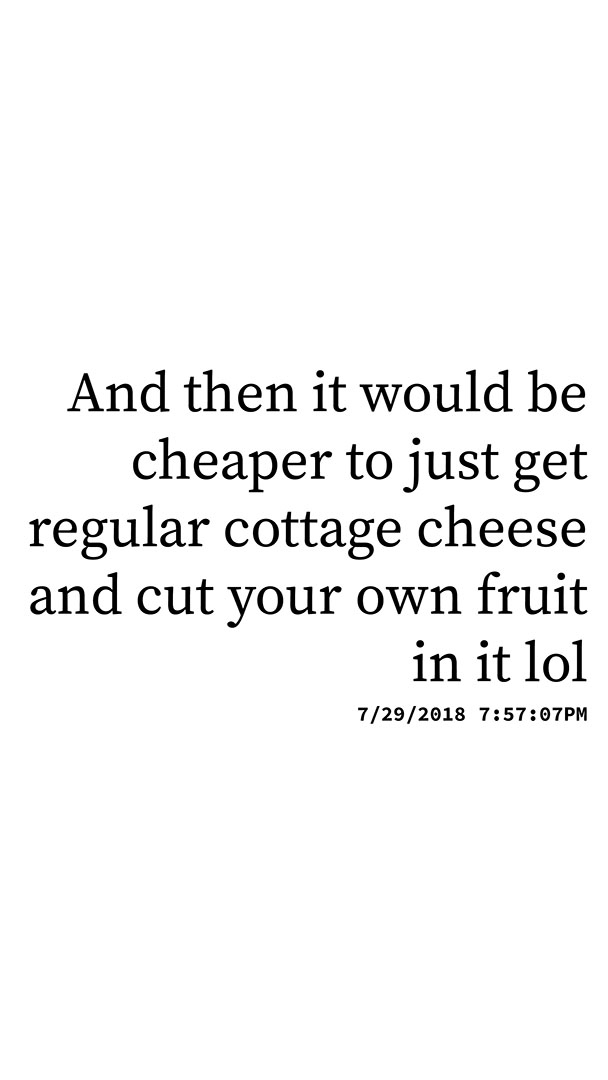 And then it would be
cheaper to just get
regular cottage cheese
and cut your own fruit
in it lol
7/29/2018 7:57:07PM